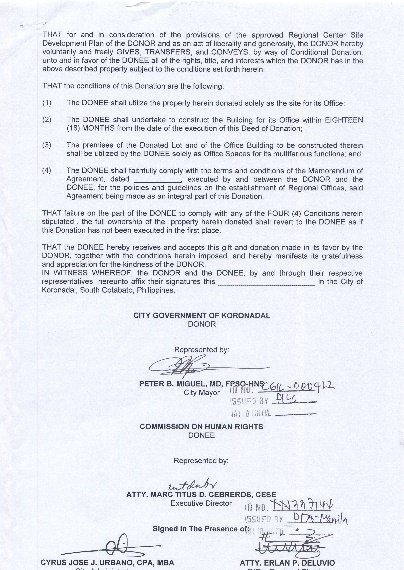 THAT for and in consideration of the provisions of the approved Regional Center Site
Development Plan of the DONOR and as an act of liberality and generosity, the DONOR hereby
voluntarily and freely GIVES, TRANSFERS, and CONVEYS, by way of Conditional Donation,
unto and in favor of the DONEE all of the rights, title, and interests which the DONOR has in the
above described property subject to the conditions set forth herein.
THAT the conditions of this Donation are the following:
(1) The DONEE shall utilize the property herein donated solely as the site for its Office;
(2) The DONEE shall undertake to construct the Building for its Office within EIGHTEEN
(18) MONTHS from the date of the execution of this Deed of Donation;
(3) The premises of the Donated Lot and of the Office Building to be constructed therein
shall be utilized by the DONEE solely as Office Spaces for its multifarious functions; and
(4) The DONEE shall faithfully comply with the terms and conditions of the Memorandum of
Agreement, dated ____________, executed by and between the DONOR and the
DONEE, for the policies and guidelines on the establishment of Regional Offices, said
Agreement being made as an integral part of this Donation.
THAT failure on the part of the DONEE to comply with any of the FOUR (4) Conditions herein
stipulated , the full ownership of the property herein donated shall revert to the DONEE as if
this Donation has not been executed in the first place.
THAT the DONEE hereby receives and accepts this gift and donation made in its favor by the
DONOR, together with the conditions herein imposed, and hereby manifests its gratefulness
and appreciation for the kindness of the DONOR.
IN WITNESS WHEREOF, the DONOR and the DONEE, by and through their respective
representatives, hereunto affix their signatures this ________________________ in the City of
Koronadal, South Cotabato, Philippines.
CITY GOVERNMENT OF KORONADAL
DONOR
Represented by:
PETER B. MIGUEL, MD, FPSO-HNS
City Mayor
ID NO.
ISSUED BY
COMMISSION ON HUMAN RIGHTS
DONEE
Represented by:
ATTY. MARC TITUS D. CEBREROS, CESE
Executive Director
ID NO.
ISSUED BY
Signed In The Presence of:
CYRUS JOSE J. URBANO, CPA, MBA ATTY. ERLAN P. DELUVIO